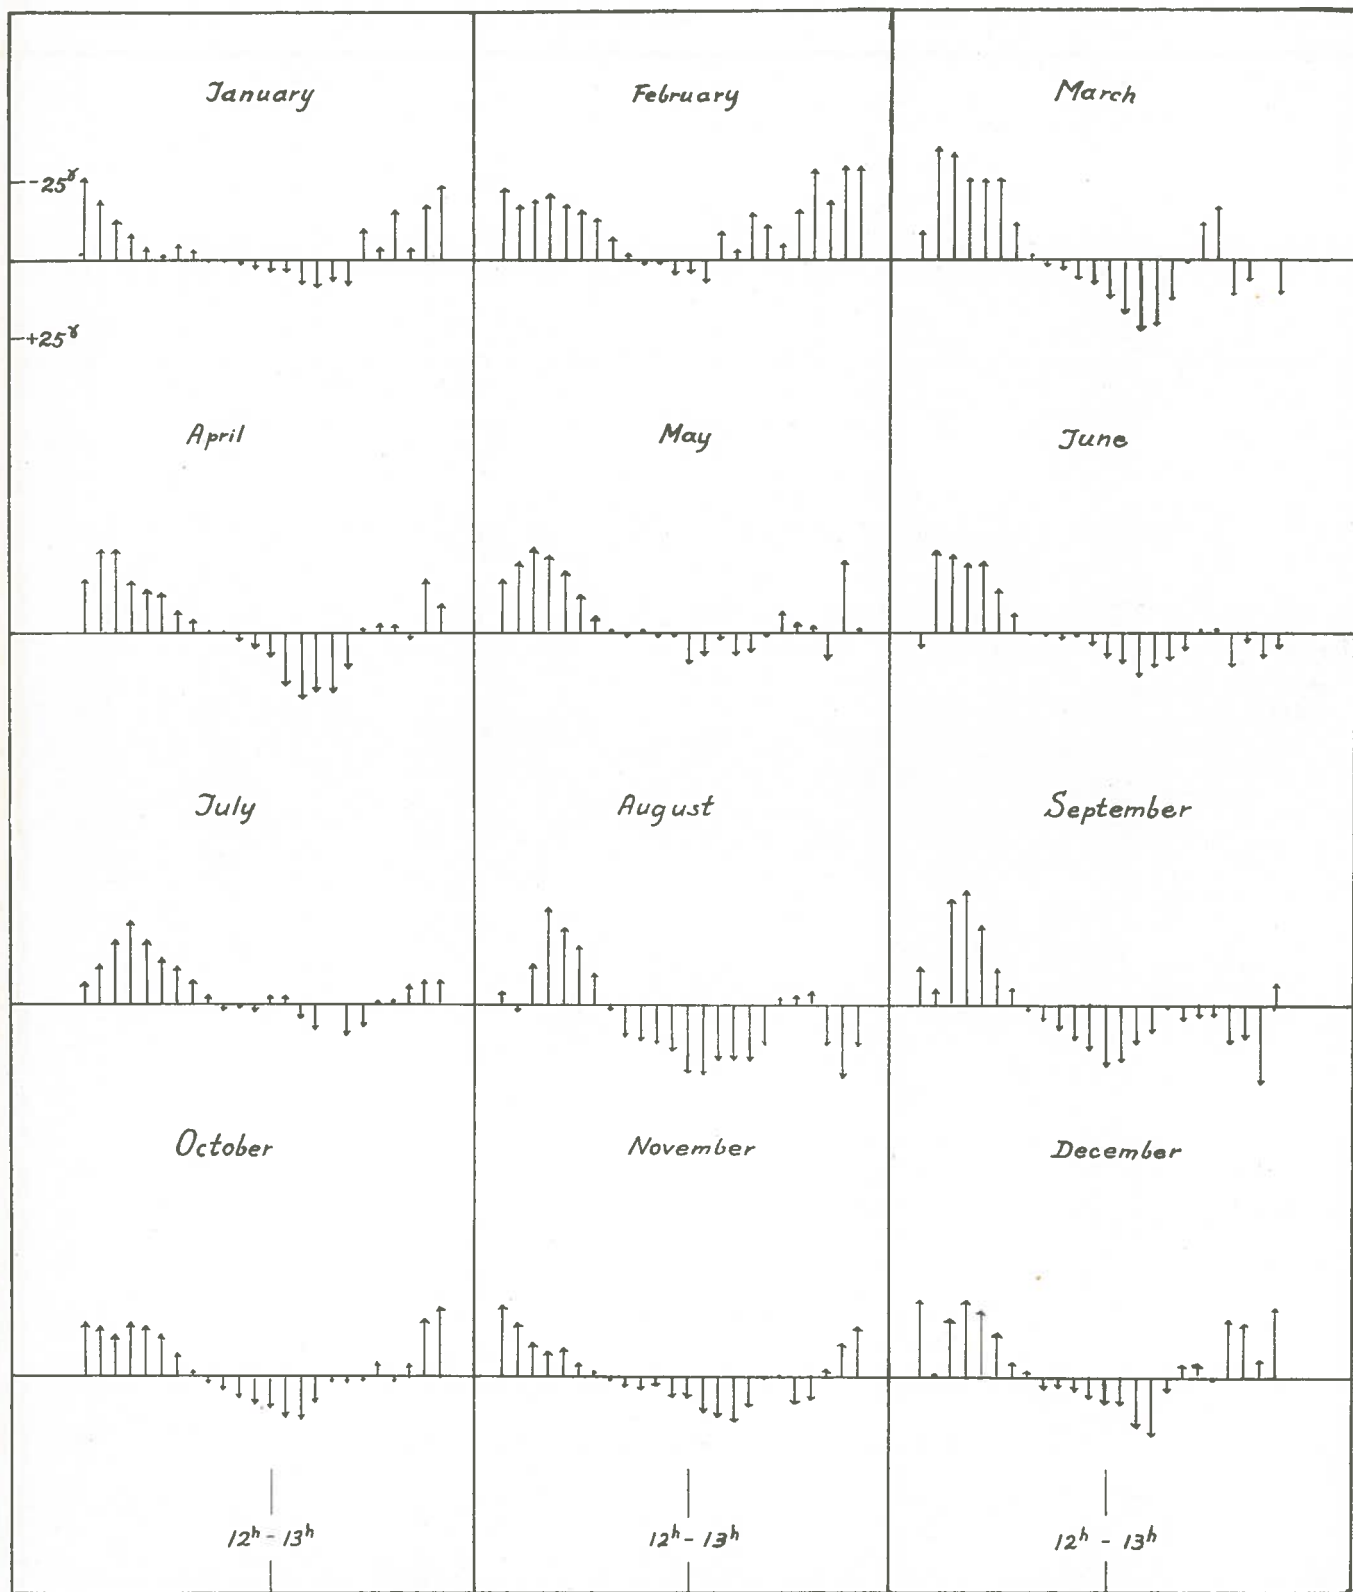 January February March
-25γ
+25γ
April May June
July August September
October November December
12h - 13h 12h - 13h 12h - 13h